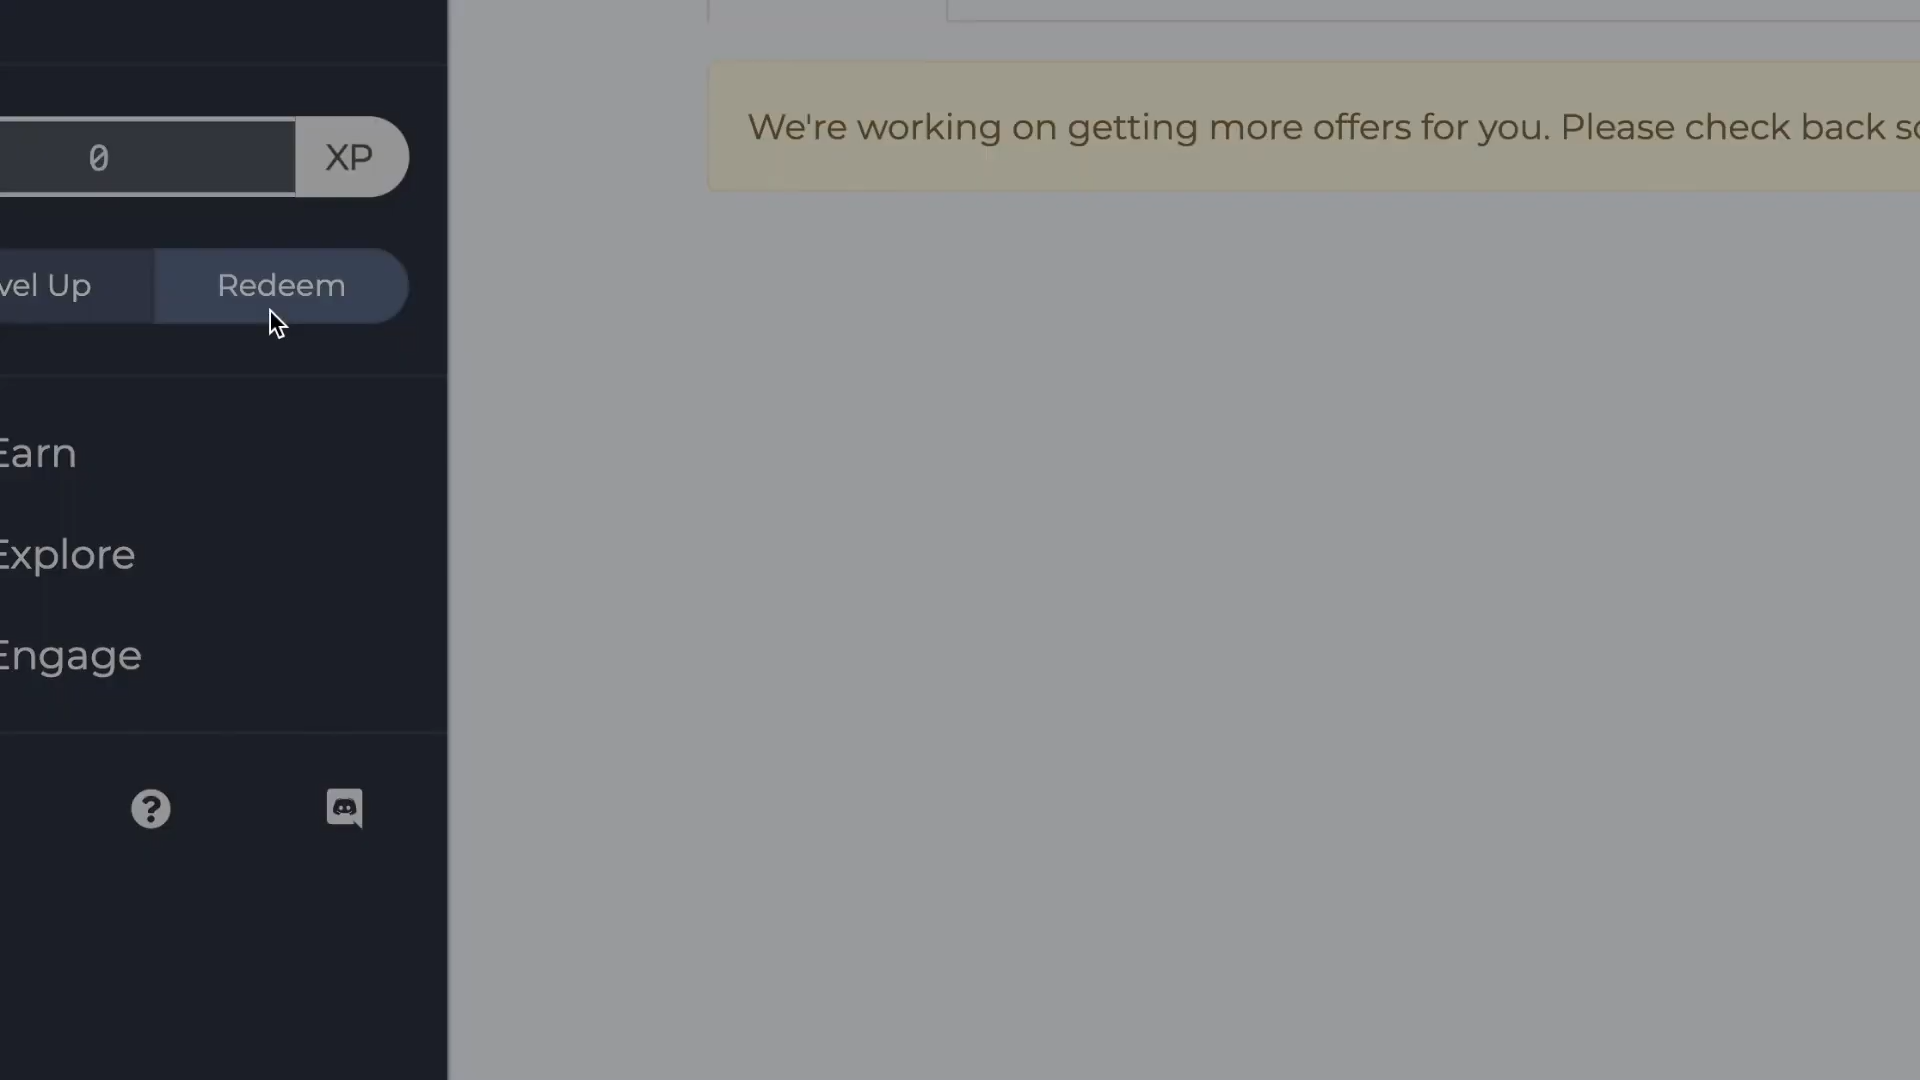 We're working on getting more offers for you. Please check back
0
XP
vel Up
Redeem
Earn
Explore
Engage
?